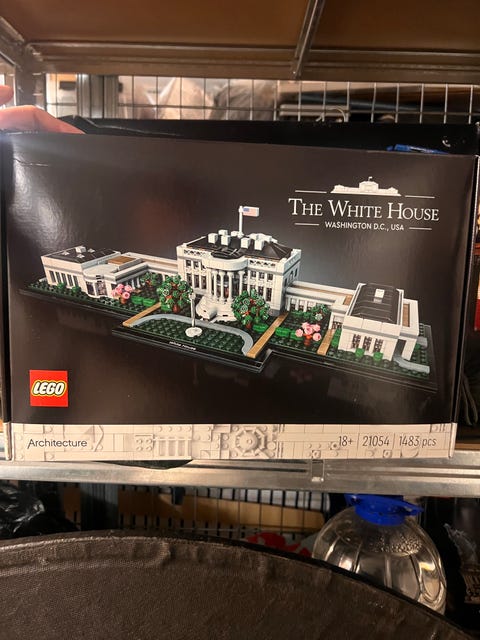 THE WHITE HOUSE
WASHINGTON D.C., USA
LEGO
Architecture
18+ 21054 1483 pcs